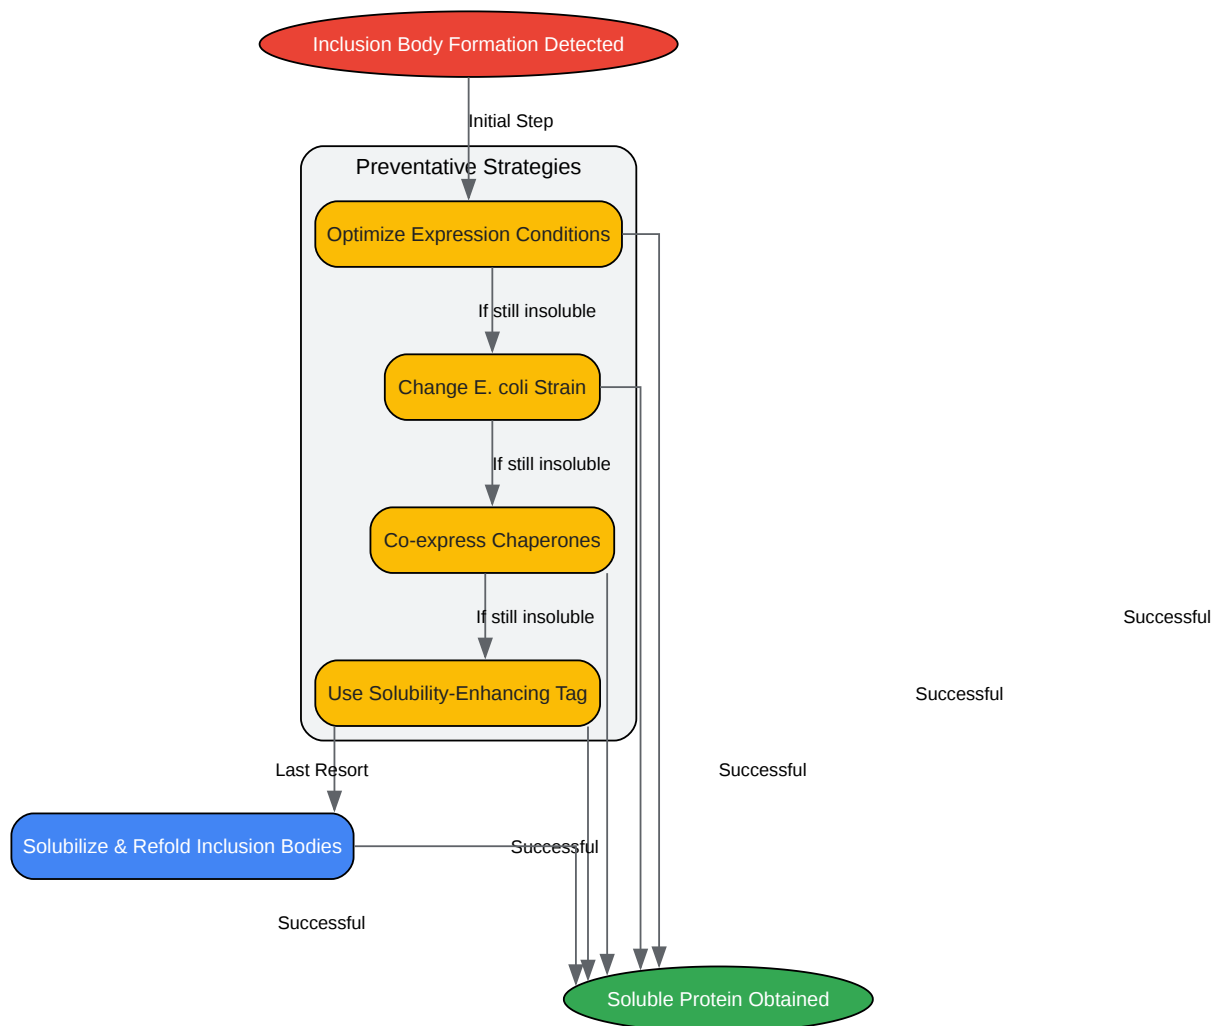 Inclusion Body Formation Detected
Initial Step
Preventative Strategies
Optimize Expression Conditions
If still insoluble
Change E. coli Strain
If still insoluble
Co-express Chaperones
If still insoluble
Successful
Use Solubility-Enhancing Tag
Successful
Last Resort
Successful
Solubilize & Refold Inclusion Bodies
Successful
Successful
Soluble Protein Obtained